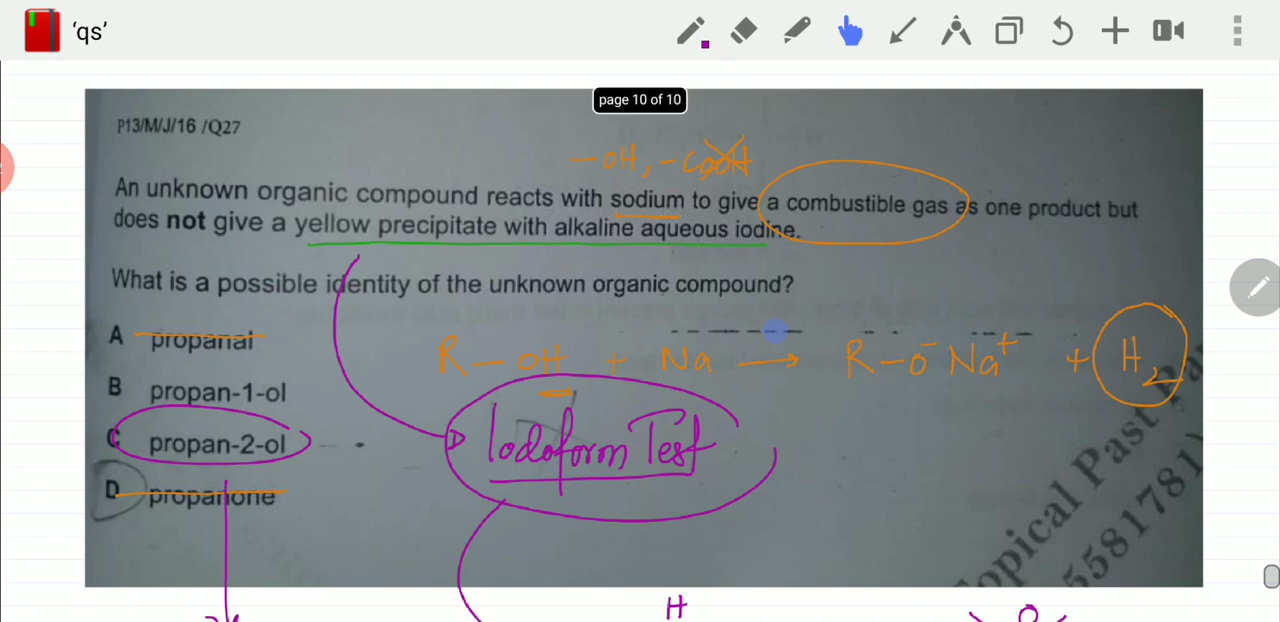 ‘qs’
page 10 of 10
P13/M/J/16 /Q27
–OH, –COOH
An unknown organic compound reacts with sodium to give a combustible gas as one product but
does not give a yellow precipitate with alkaline aqueous iodine.
What is a possible identity of the unknown organic compound?
A propanal
R – OH + Na → R–O⁻Na⁺ + H₂
B propan-1-ol
C propan-2-ol
Iodoform Test
D propanone
Topical Past Pa
5581781)
H
O